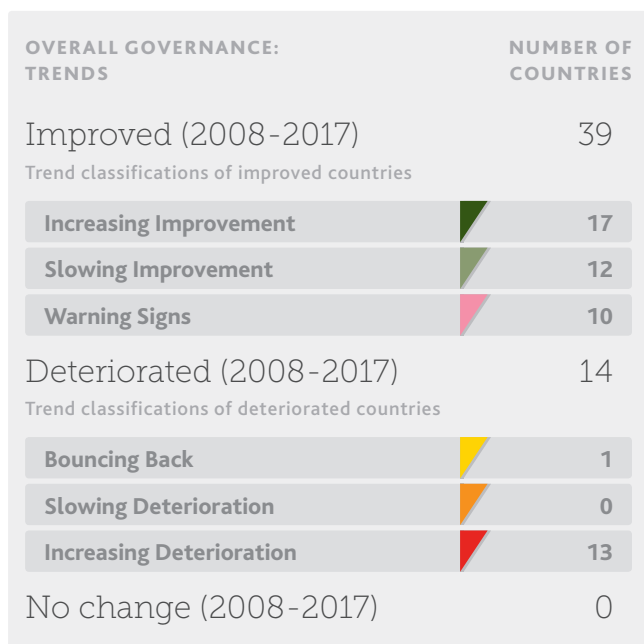 OVERALL GOVERNANCE: NUMBER OF
TRENDS COUNTRIES
Improved (2008-2017) 39
Trend classifications of improved countries
Increasing Improvement 17
Slowing Improvement 12
Warning Signs 10
Deteriorated (2008-2017) 14
Trend classifications of deteriorated countries
Bouncing Back 1
Slowing Deterioration 0
Increasing Deterioration 13
No change (2008-2017) 0